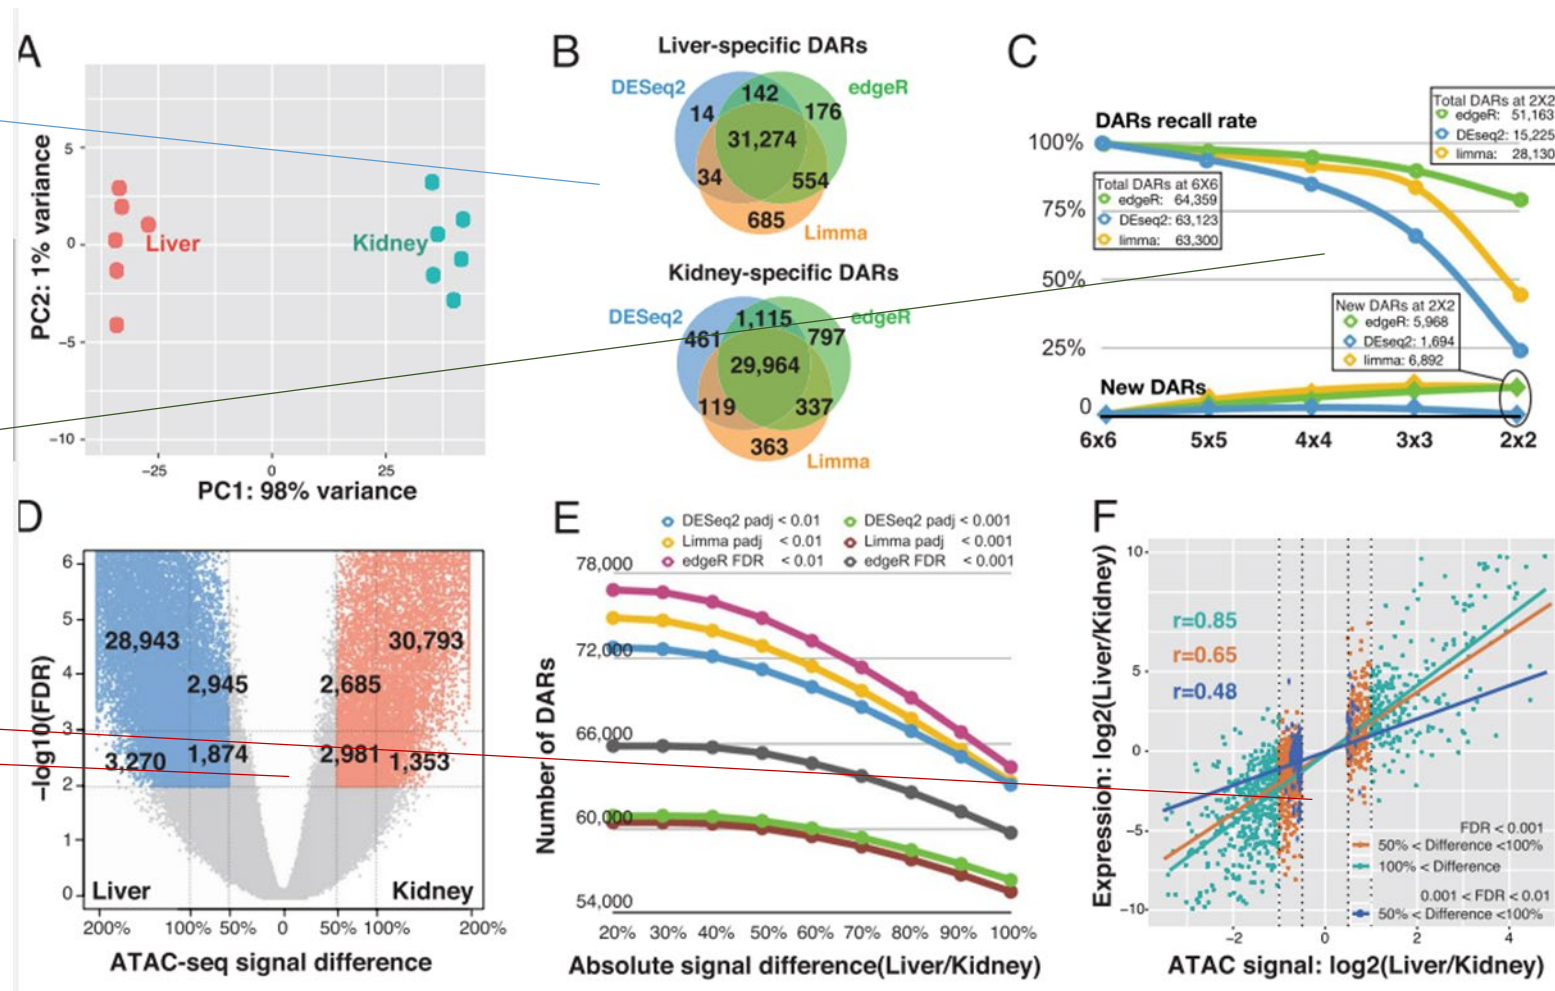 A
PC2: 1% variance
5
0
−5
−10
Liver
Kidney
−25
0
25
PC1: 98% variance
B
Liver-specific DARs
DESeq2
edgeR
142
14
176
31,274
34
554
685
Limma
Kidney-specific DARs
DESeq2
edgeR
1,115
461
797
29,964
119
337
363
Limma
C
DARs recall rate
100%
75%
50%
25%
0
Total DARs at 2X2
edgeR: 51,163
DEseq2: 15,225
limma: 28,130
Total DARs at 6X6
edgeR: 64,359
DEseq2: 63,123
limma: 63,300
New DARs at 2X2
edgeR: 5,968
DEseq2: 1,694
limma: 6,892
New DARs
6x6 5x5 4x4 3x3 2x2
D
−log10(FDR)
6
5
4
3
2
1
0
28,943
30,793
2,945
2,685
3,270
1,874
2,981
1,353
Liver
Kidney
200% 100% 50% 0 50% 100% 200%
ATAC-seq signal difference
E
DESeq2 padj < 0.01
DESeq2 padj < 0.001
Limma padj < 0.01
Limma padj < 0.001
edgeR FDR < 0.01
edgeR FDR < 0.001
Number of DARs
78,000
72,000
66,000
60,000
54,000
20% 30% 40% 50% 60% 70% 80% 90% 100%
Absolute signal difference(Liver/Kidney)
F
Expression: log2(Liver/Kidney)
10
5
0
−5
−10
r=0.85
r=0.65
r=0.48
FDR < 0.001
50% < Difference <100%
100% < Difference
0.001 < FDR < 0.01
50% < Difference <100%
−2 0 2 4
ATAC signal: log2(Liver/Kidney)